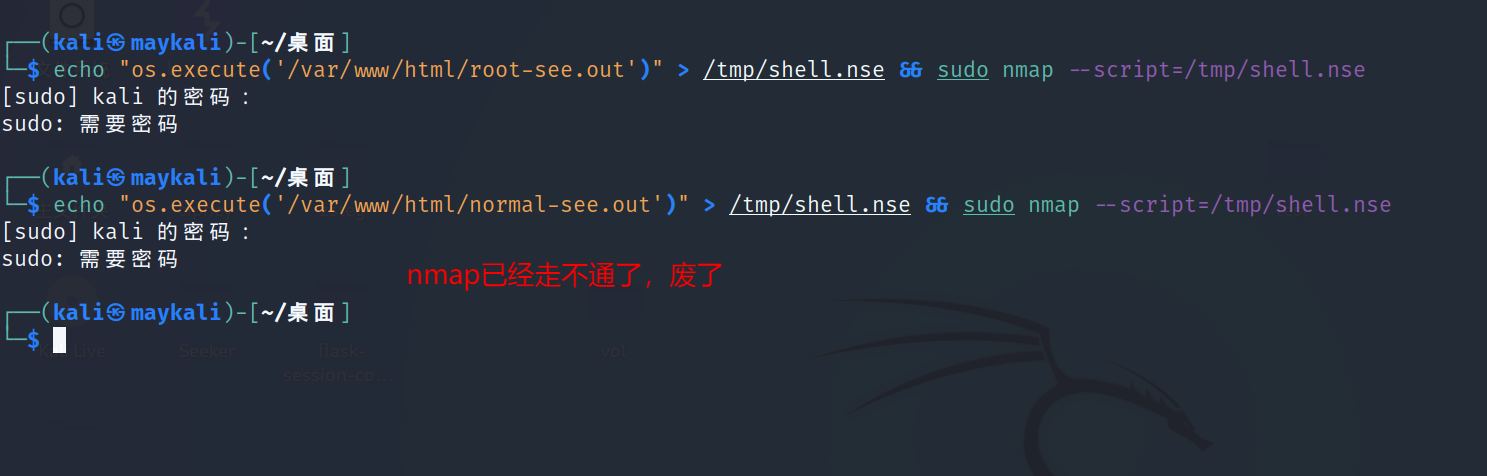 ┌──(kali㉿maykali)-[~/桌面]
└─$ echo "os.execute('/var/www/html/root-see.out')" > /tmp/shell.nse && sudo nmap --script=/tmp/shell.nse
[sudo] kali 的密码：
sudo: 需要密码
┌──(kali㉿maykali)-[~/桌面]
└─$ echo "os.execute('/var/www/html/normal-see.out')" > /tmp/shell.nse && sudo nmap --script=/tmp/shell.nse
[sudo] kali 的密码：
sudo: 需要密码
nmap已经走不通了，废了
┌──(kali㉿maykali)-[~/桌面]
└─$
Seeker
flask-
session-co...
vol